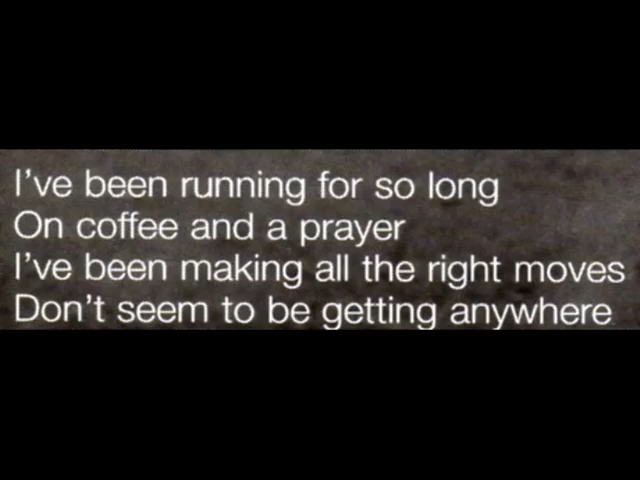 I've been running for so long
On coffee and a prayer
I've been making all the right moves
Don't seem to be getting anywhere